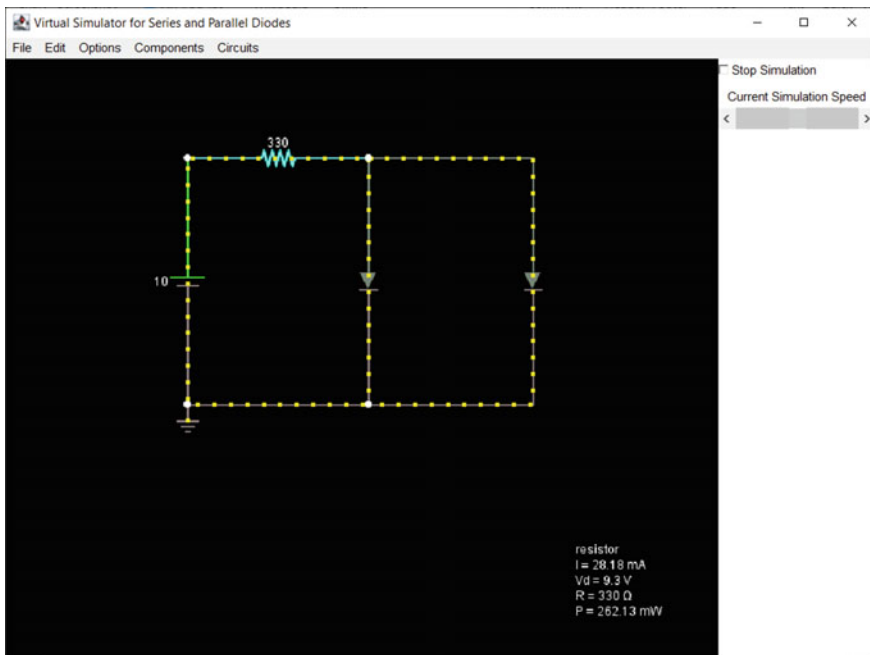 Virtual Simulator for Series and Parallel Diodes
File Edit Options Components Circuits
Stop Simulation
Current Simulation Speed
330
10
resistor
I = 28.18 mA
Vd = 9.3 V
R = 330 Ω
P = 262.13 mW